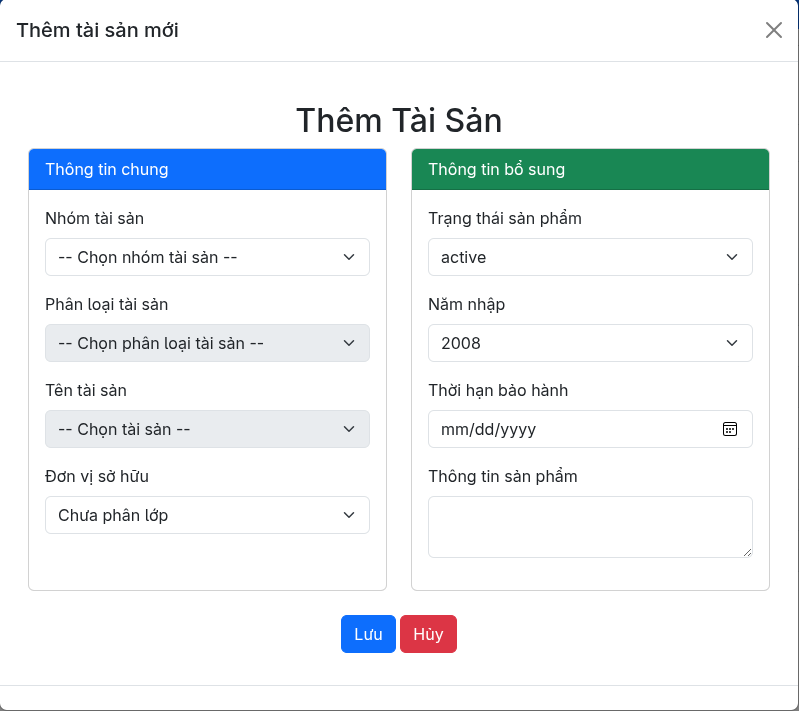 Thêm tài sản mới
Thêm Tài Sản
Thông tin chung
Nhóm tài sản
-- Chọn nhóm tài sản --
Phân loại tài sản
-- Chọn phân loại tài sản --
Tên tài sản
-- Chọn tài sản --
Đơn vị sở hữu
Chưa phân lớp
Thông tin bổ sung
Trạng thái sản phẩm
active
Năm nhập
2008
Thời hạn bảo hành
mm/dd/yyyy
Thông tin sản phẩm
Lưu
Hủy